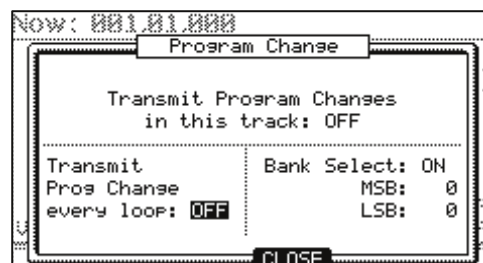 Now: 001.01.000
Program Change
Transmit Program Changes
in this track: OFF
Transmit
Prog Change
every loop: OFF
Bank Select: ON
MSB: 0
LSB: 0
CLOSE